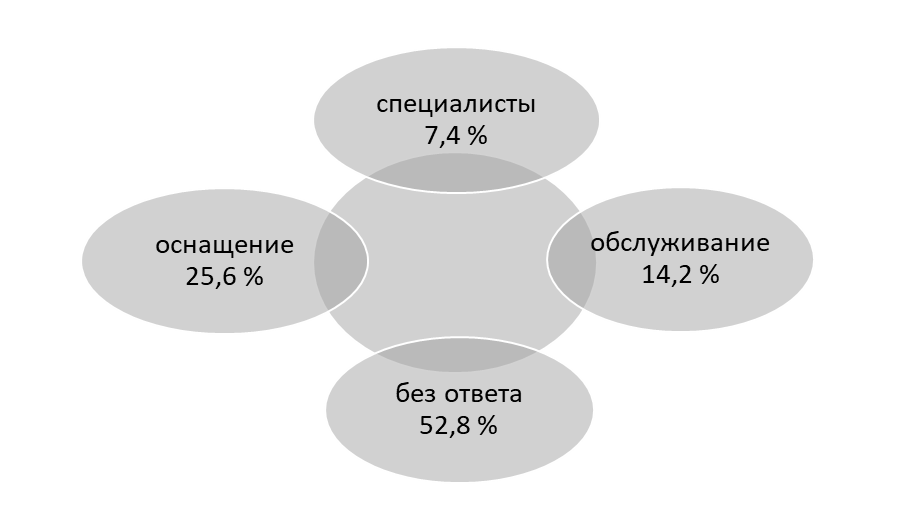 специалисты
7,4 %
оснащение
25,6 %
обслуживание
14,2 %
без ответа
52,8 %